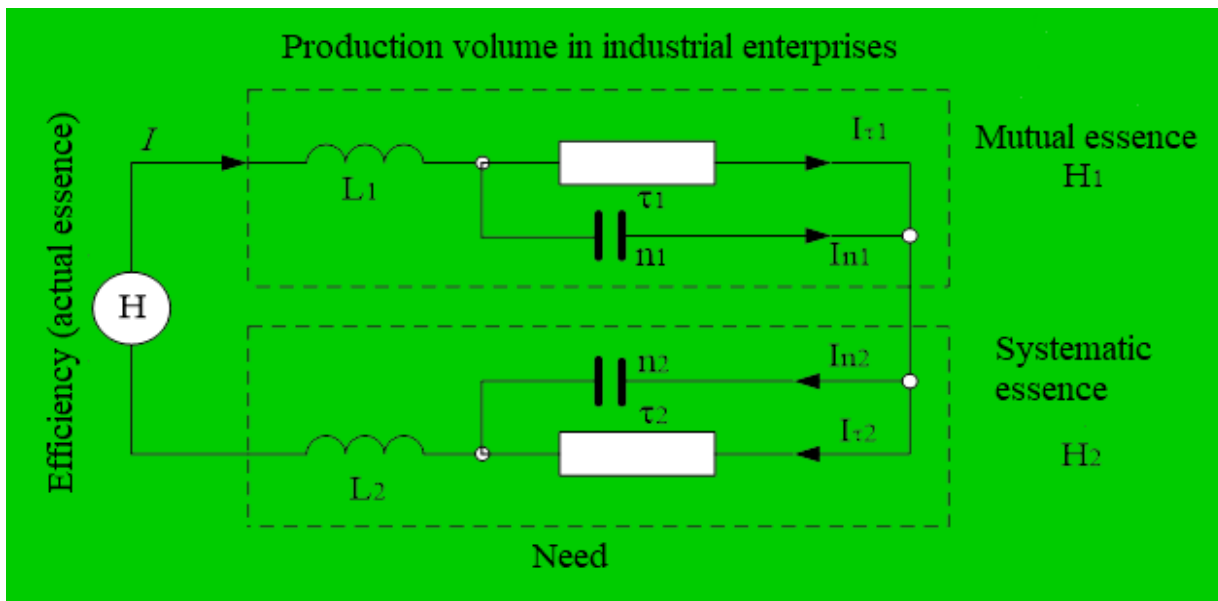 Production volume in industrial enterprises
Efficiency (actual essence)
I
L1
τ1
Iτ1
n1
In1
Mutual essence
H1
H
n2
In2
τ2
Iτ2
L2
Systematic
essence
H2
Need